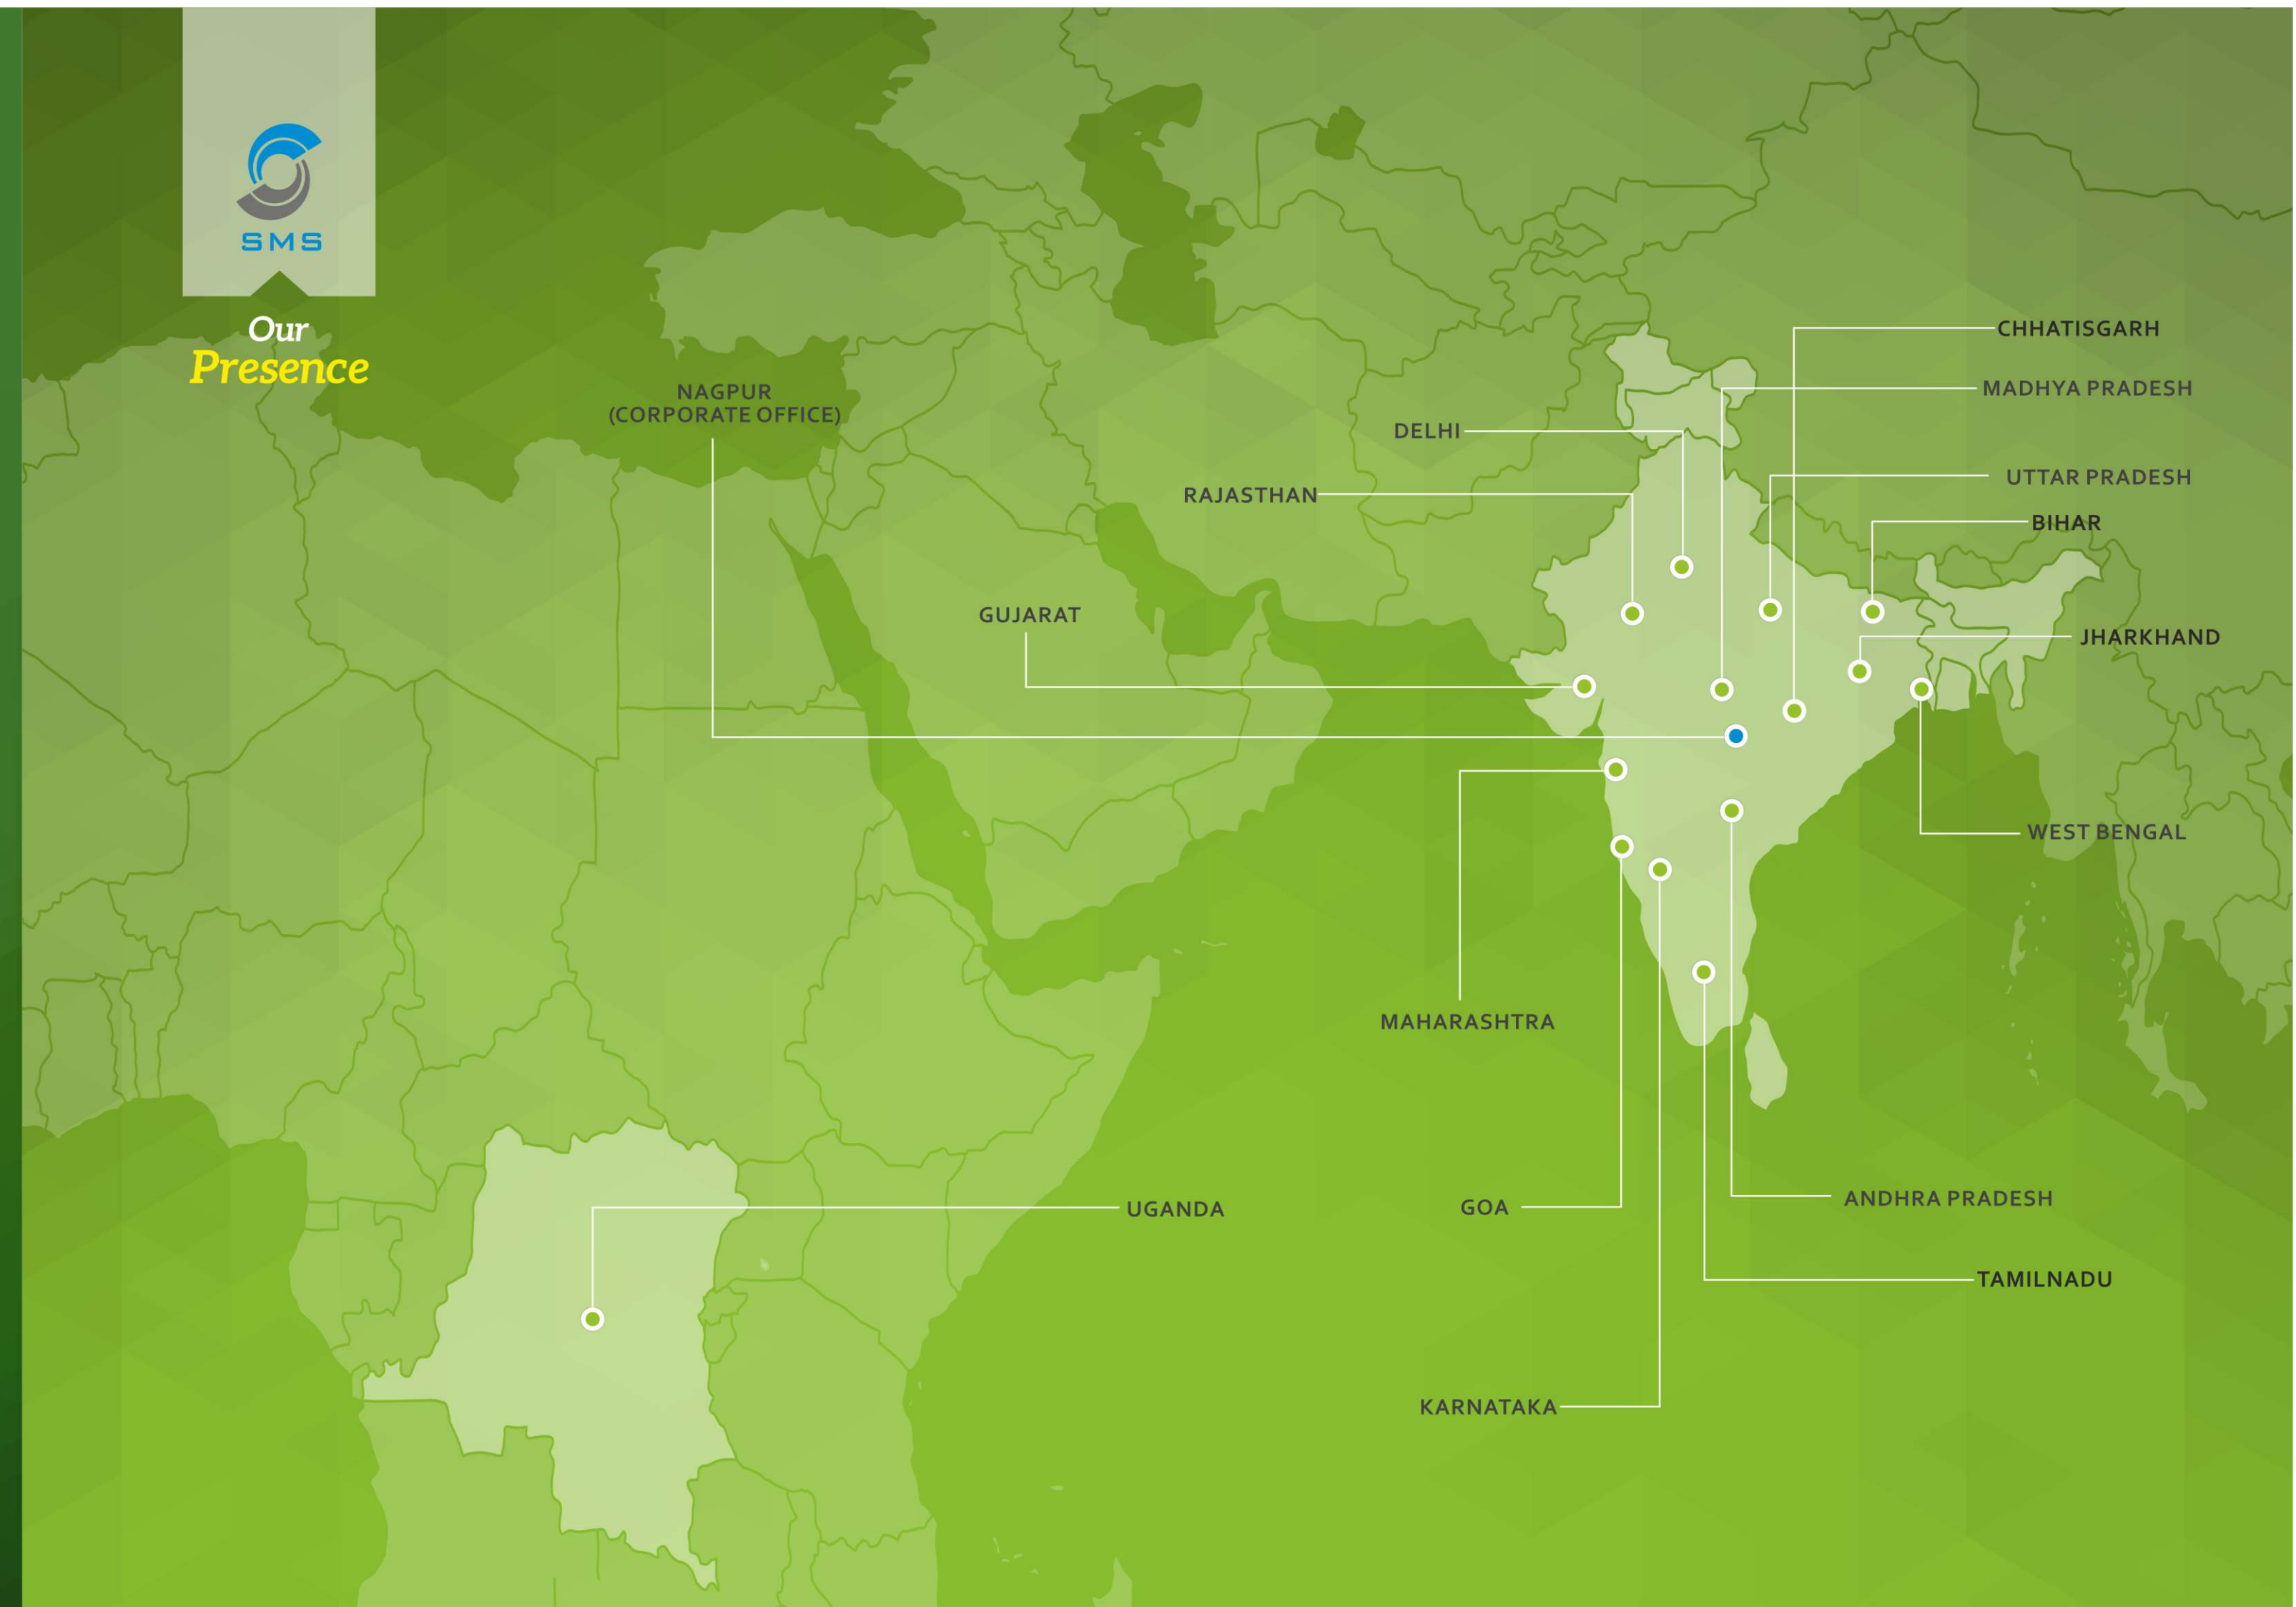 SMS
Our
Presence
NAGPUR
(CORPORATE OFFICE)
CHHATISGARH
MADHYA PRADESH
DELHI
UTTAR PRADESH
RAJASTHAN
BIHAR
GUJARAT
JHARKHAND
WEST BENGAL
MAHARASHTRA
UGANDA
GOA
ANDHRA PRADESH
TAMILNADU
KARNATAKA